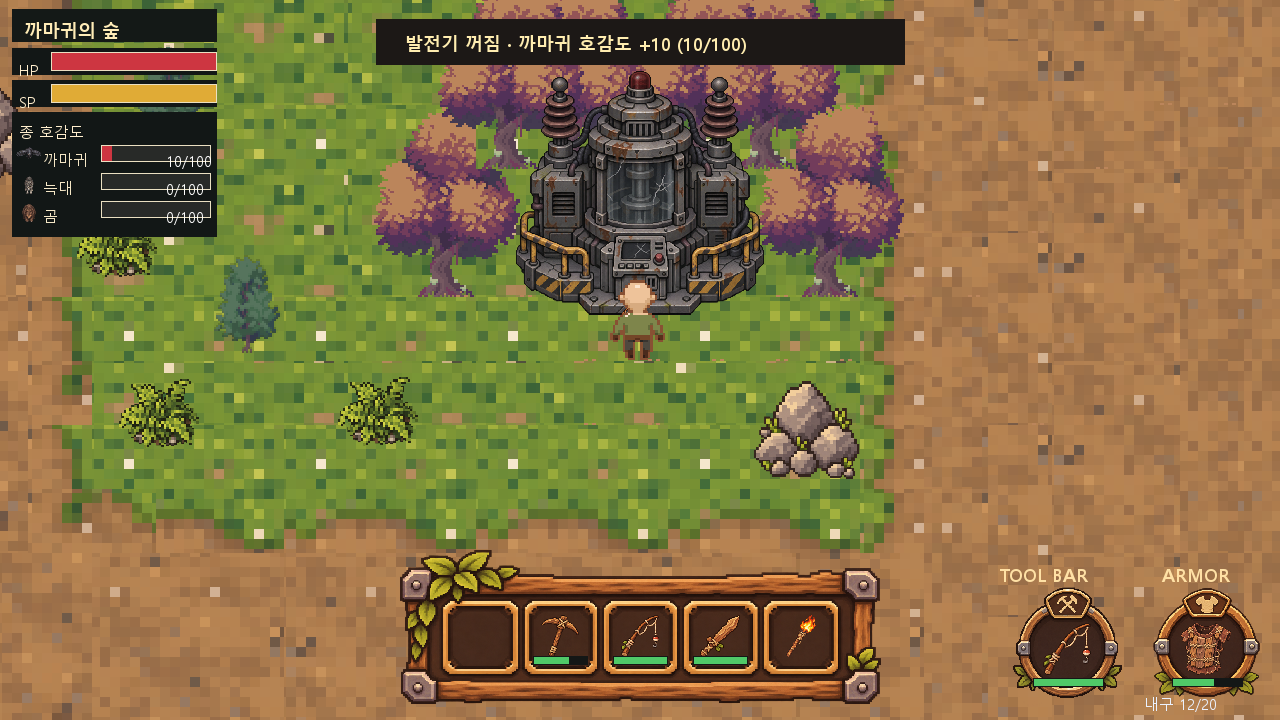 까마귀의 숲
발전기 꺼짐 · 까마귀 호감도 +10 (10/100)
HP
SP
종 호감도
까마귀 10/100
늑대 0/100
곰 0/100
TOOL BAR
ARMOR
내구 12/20